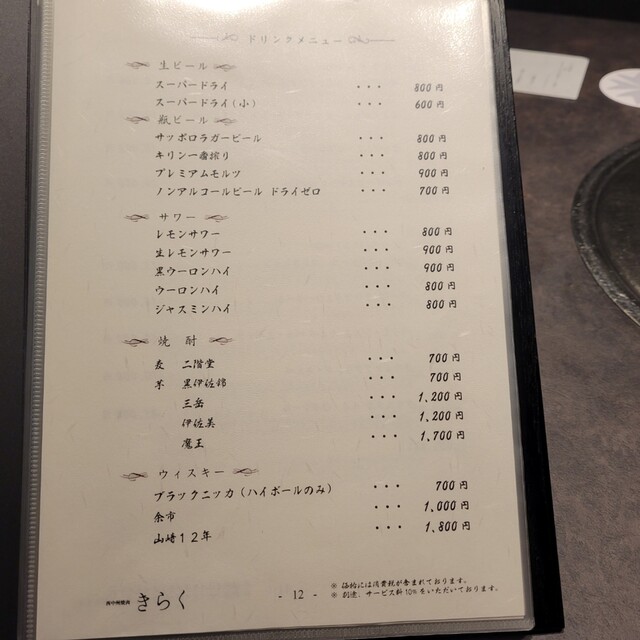 ドリンクメニュー
生ビール
スーパードライ ・・・ 800円
スーパードライ(小) ・・・ 600円
瓶ビール
サッポロラガービール ・・・ 800円
キリン一番搾り ・・・ 800円
プレミアムモルツ ・・・ 900円
ノンアルコールビール ドライゼロ ・・・ 700円
サワー
レモンサワー ・・・ 800円
生レモンサワー ・・・ 900円
黒ウーロンハイ ・・・ 900円
ウーロンハイ ・・・ 800円
ジャスミンハイ ・・・ 800円
焼 酎
麦 二階堂 ・・・ 700円
芋 黒伊佐錦 ・・・ 700円
三岳 ・・・ 1,200円
伊佐美 ・・・ 1,200円
魔王 ・・・ 1,700円
ウィスキー
ブラックニッカ(ハイボールのみ) ・・・ 700円
余市 ・・・ 1,000円
山崎12年 ・・・ 1,800円
西中洲焼肉 きらく
- 12 -
※ 価格には消費税が含まれております。
※ 別途、サービス料10%をいただいております。